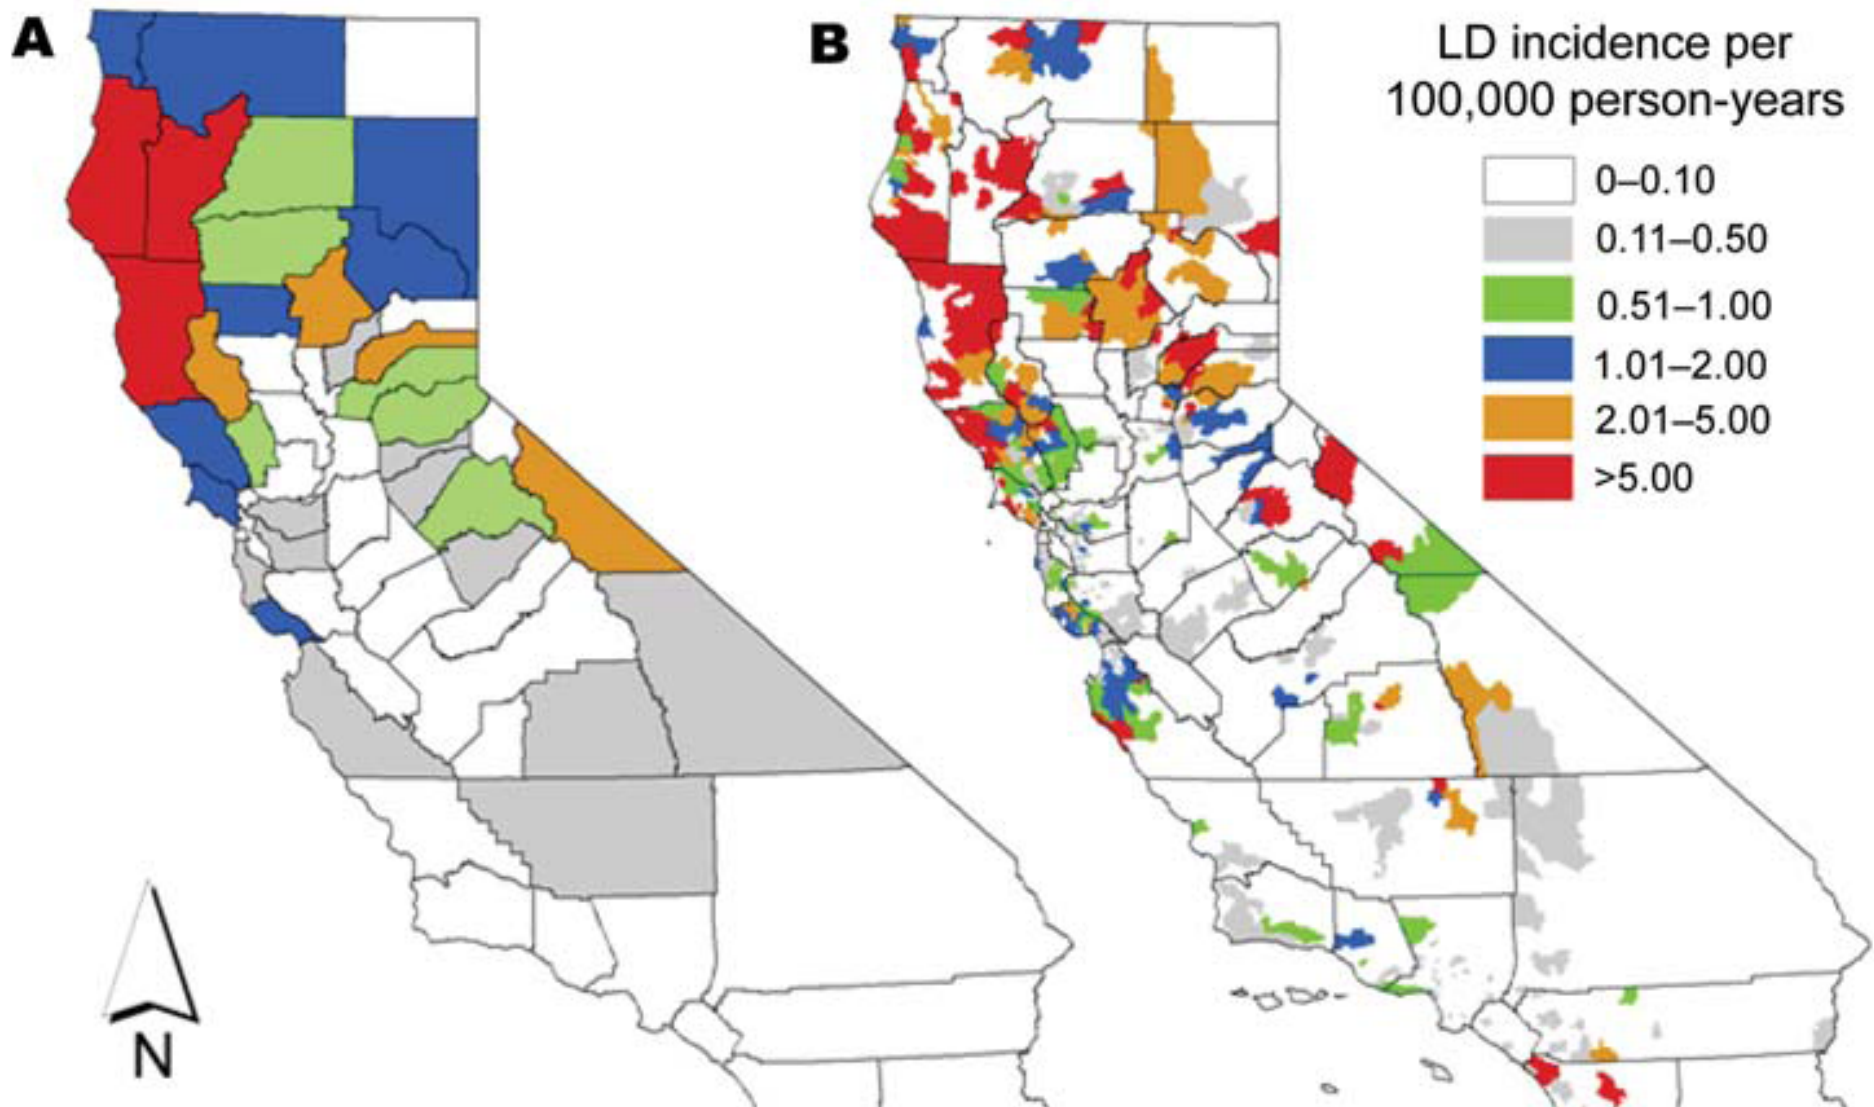 A
B
LD incidence per
100,000 person-years
0–0.10
0.11–0.50
0.51–1.00
1.01–2.00
2.01–5.00
>5.00
N